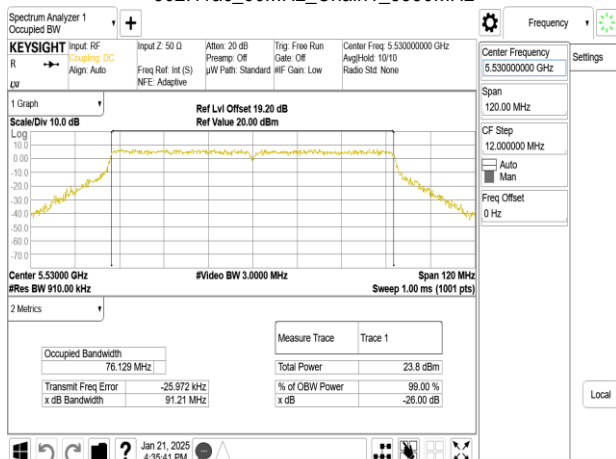 Spectrum Analyzer 1
Occupied BW
Frequency
KEYSIGHT
R
Input: RF
Coupling: DC
Align: Auto
Input Z: 50 Ω
Freq Ref: Int (S)
NFE: Adaptive
Atten: 20 dB
Preamp: Off
µW Path: Standard
Trig: Free Run
Gate: Off
#IF Gain: Low
Center Freq: 5.530000000 GHz
Avg|Hold: 10/10
Radio Std: None
Center Frequency
5.530000000 GHz
Settings
Span
120.00 MHz
CF Step
12.000000 MHz
Auto
Man
Freq Offset
0 Hz
Local
1 Graph
Scale/Div 10.0 dB
Ref Lvl Offset 19.20 dB
Ref Value 20.00 dBm
Log
10.0
0.00
-10.0
-20.0
-30.0
-40.0
-50.0
-60.0
-70.0
Center 5.53000 GHz
#Video BW 3.0000 MHz
Span 120 MHz
#Res BW 910.00 kHz
Sweep 1.00 ms (1001 pts)
2 Metrics
Measure Trace
Trace 1
Occupied Bandwidth
76.129 MHz
Total Power
23.8 dBm
Transmit Freq Error
-25.972 kHz
% of OBW Power
99.00 %
x dB Bandwidth
91.21 MHz
x dB
-26.00 dB
?
Jan 21, 2025
4:35:41 PM